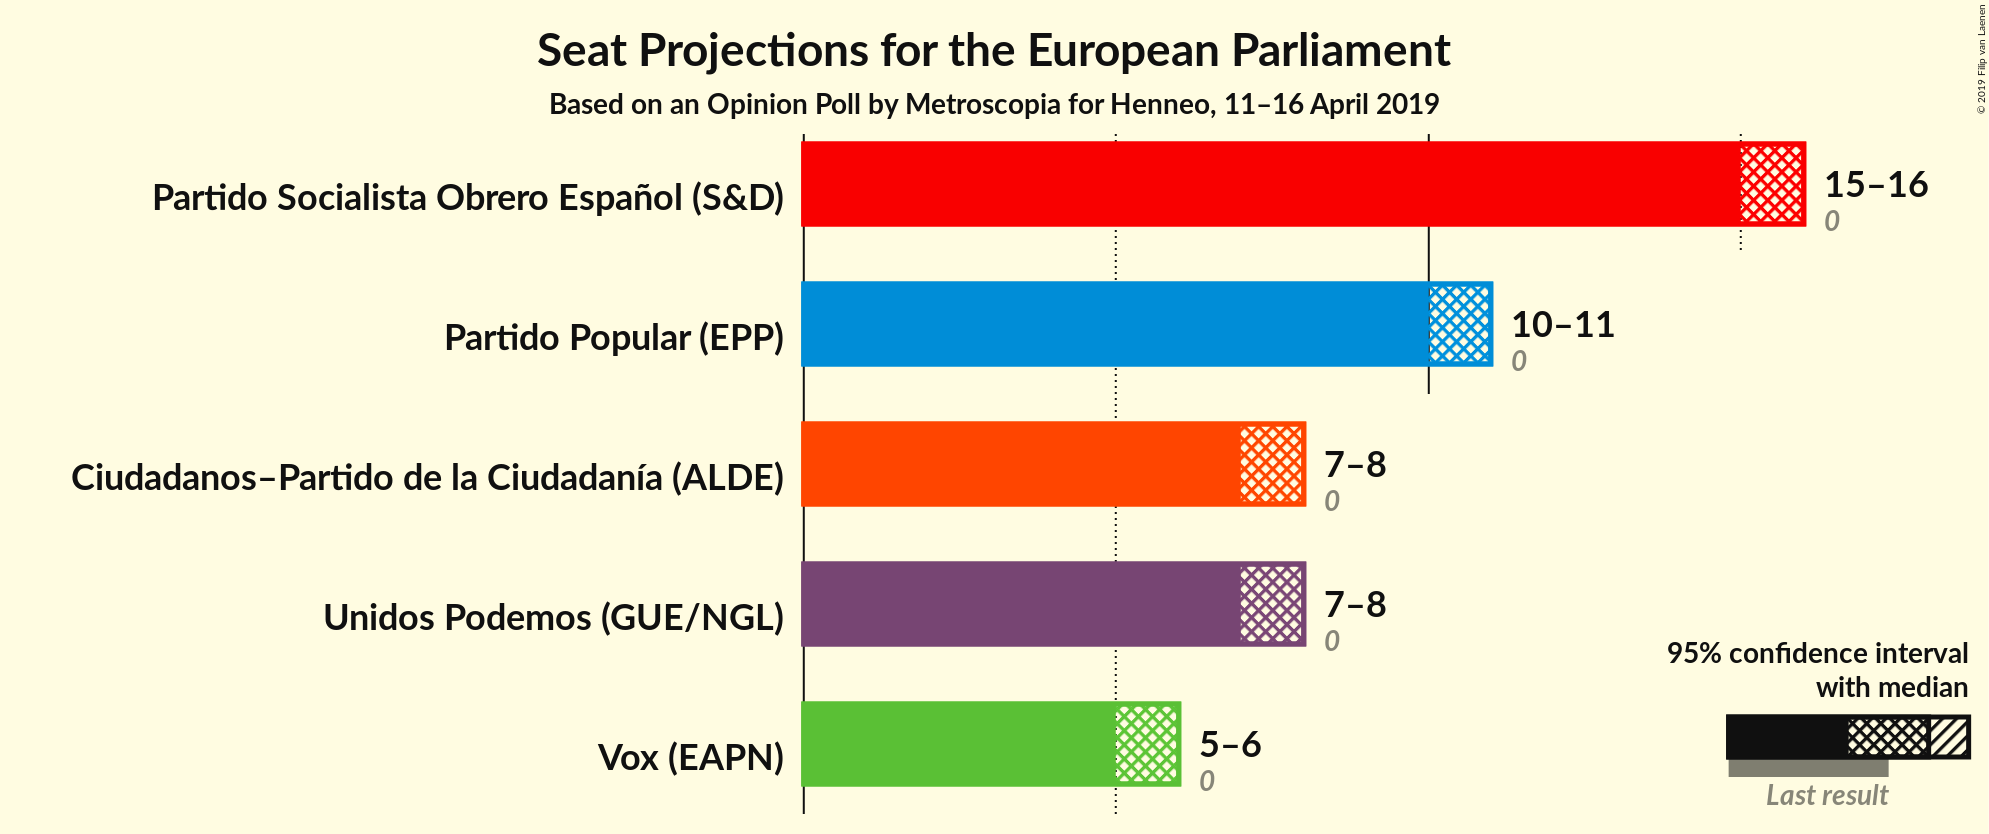 Seat Projections for the European Parliament
Based on an Opinion Poll by Metroscopia for Henneo, 11–16 April 2019
© 2019 Filip van Laenen
Partido Socialista Obrero Español (S&D)
15–16
0
Partido Popular (EPP)
10–11
0
Ciudadanos–Partido de la Ciudadanía (ALDE)
7–8
0
Unidos Podemos (GUE/NGL)
7–8
0
Vox (EAPN)
5–6
0
95% confidence interval
with median
Last result